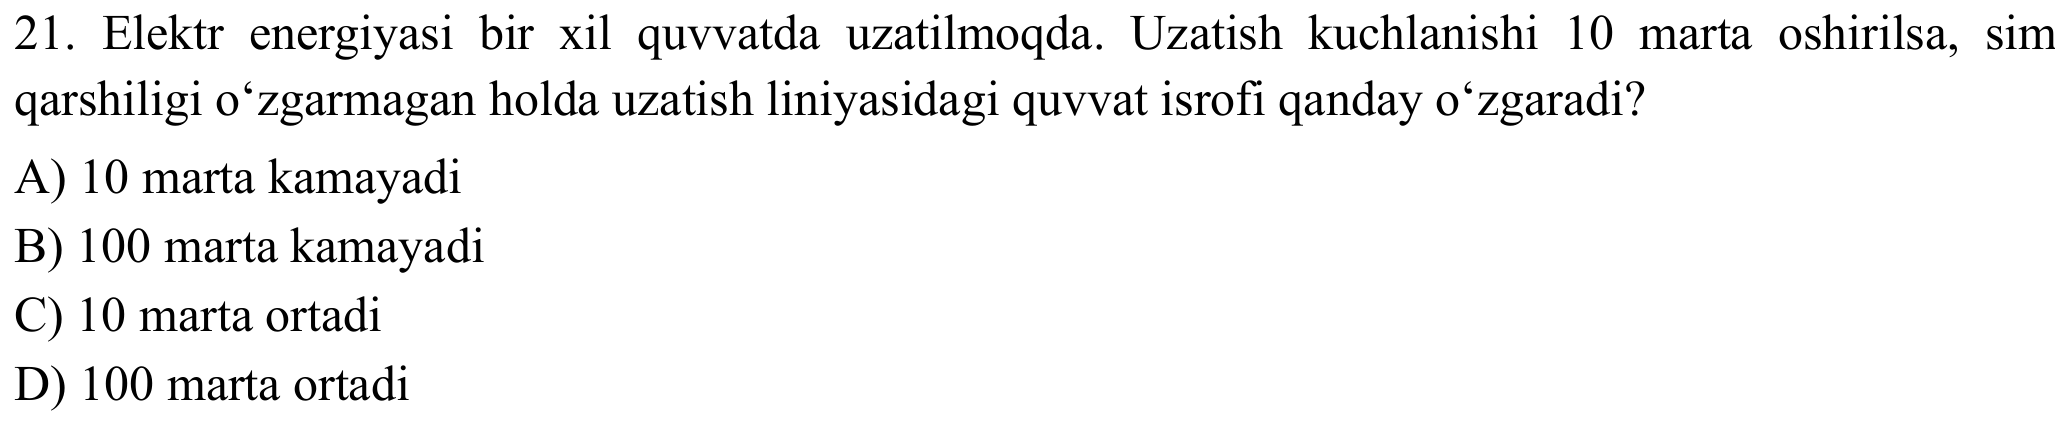 21. Elektr energiyasi bir xil quvvatda uzatilmoqda. Uzatish kuchlanishi 10 marta oshirilsa, sim
qarshiligi o‘zgarmagan holda uzatish liniyasidagi quvvat isrofi qanday o‘zgaradi?
A) 10 marta kamayadi
B) 100 marta kamayadi
C) 10 marta ortadi
D) 100 marta ortadi